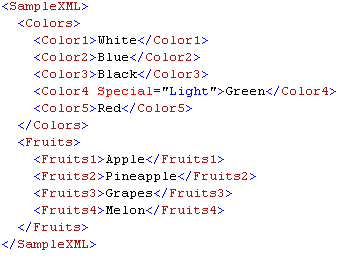 <SampleXML>
  <Colors>
    <Color1>White</Color1>
    <Color2>Blue</Color2>
    <Color3>Black</Color3>
    <Color4 Special="Light">Green</Color4>
    <Color5>Red</Color5>
  </Colors>
  <Fruits>
    <Fruits1>Apple</Fruits1>
    <Fruits2>Pineapple</Fruits2>
    <Fruits3>Grapes</Fruits3>
    <Fruits4>Melon</Fruits4>
  </Fruits>
</SampleXML>